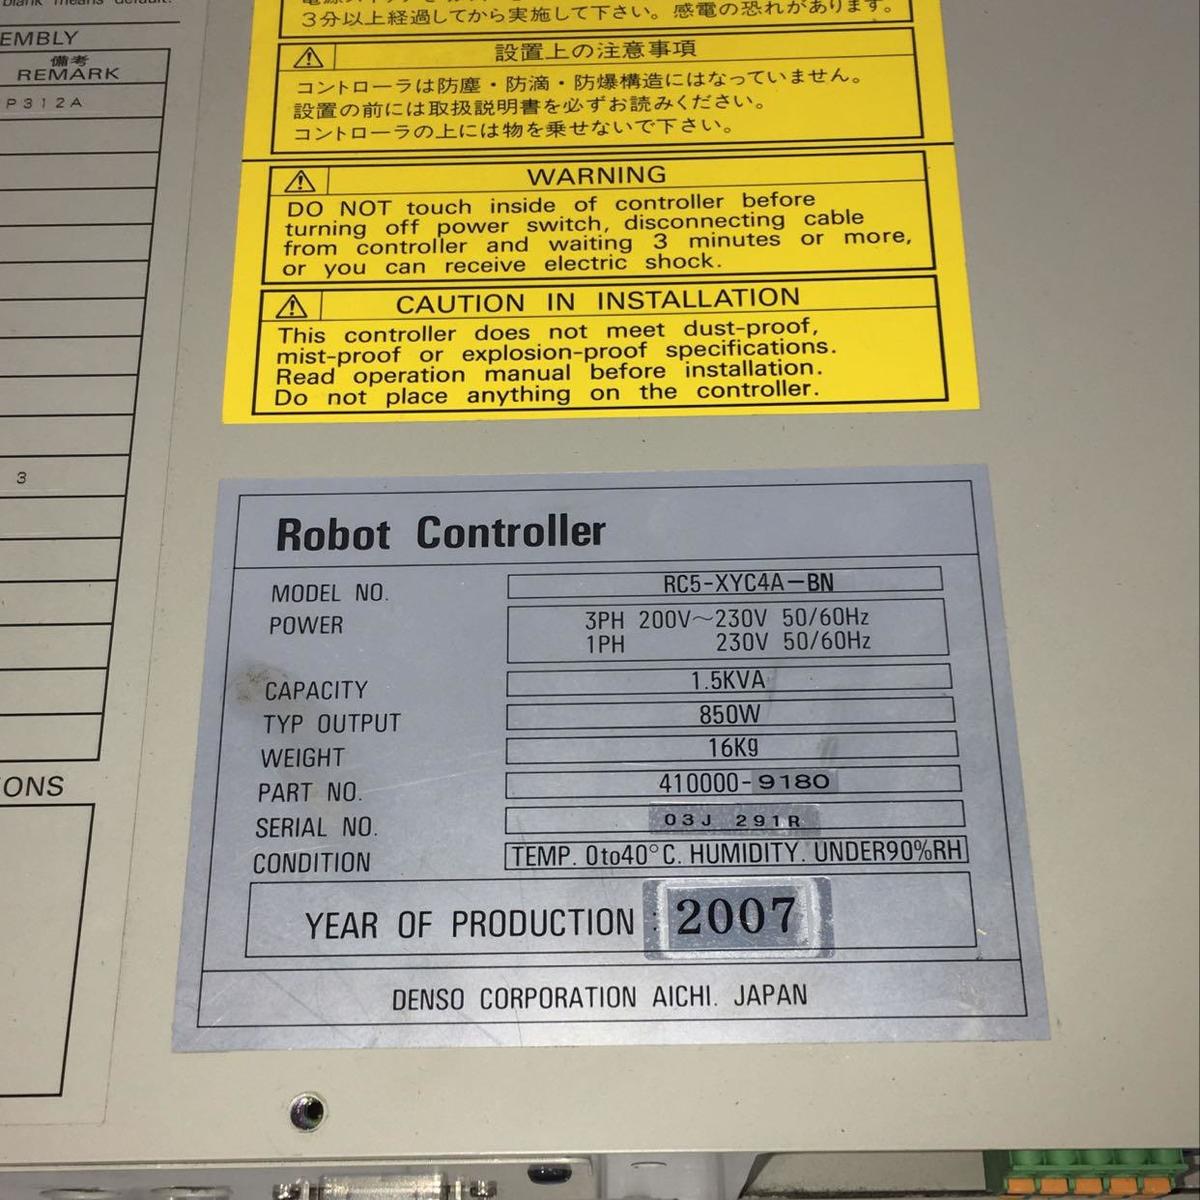 blank means default.
EMBLY
備考
REMARK
P312A
3
ONS
3分以上経過してから実施して下さい。感電の恐れがあります。
設置上の注意事項
コントローラは防塵・防滴・防爆構造にはなっていません。
設置の前には取扱説明書を必ずお読みください。
コントローラの上には物を乗せないで下さい。
WARNING
DO NOT touch inside of controller before
turning off power switch, disconnecting cable
from controller and waiting 3 minutes or more,
or you can receive electric shock.
CAUTION IN INSTALLATION
This controller does not meet dust-proof,
mist-proof or explosion-proof specifications.
Read operation manual before installation.
Do not place anything on the controller.
Robot Controller
MODEL NO. RC5-XYC4A-BN
POWER 3PH 200V~230V 50/60Hz
1PH 230V 50/60Hz
CAPACITY 1.5KVA
TYP OUTPUT 850W
WEIGHT 16Kg
PART NO. 410000-9180
SERIAL NO. 03J 291R
CONDITION TEMP. 0to40°C. HUMIDITY. UNDER90%RH
YEAR OF PRODUCTION : 2007
DENSO CORPORATION AICHI. JAPAN